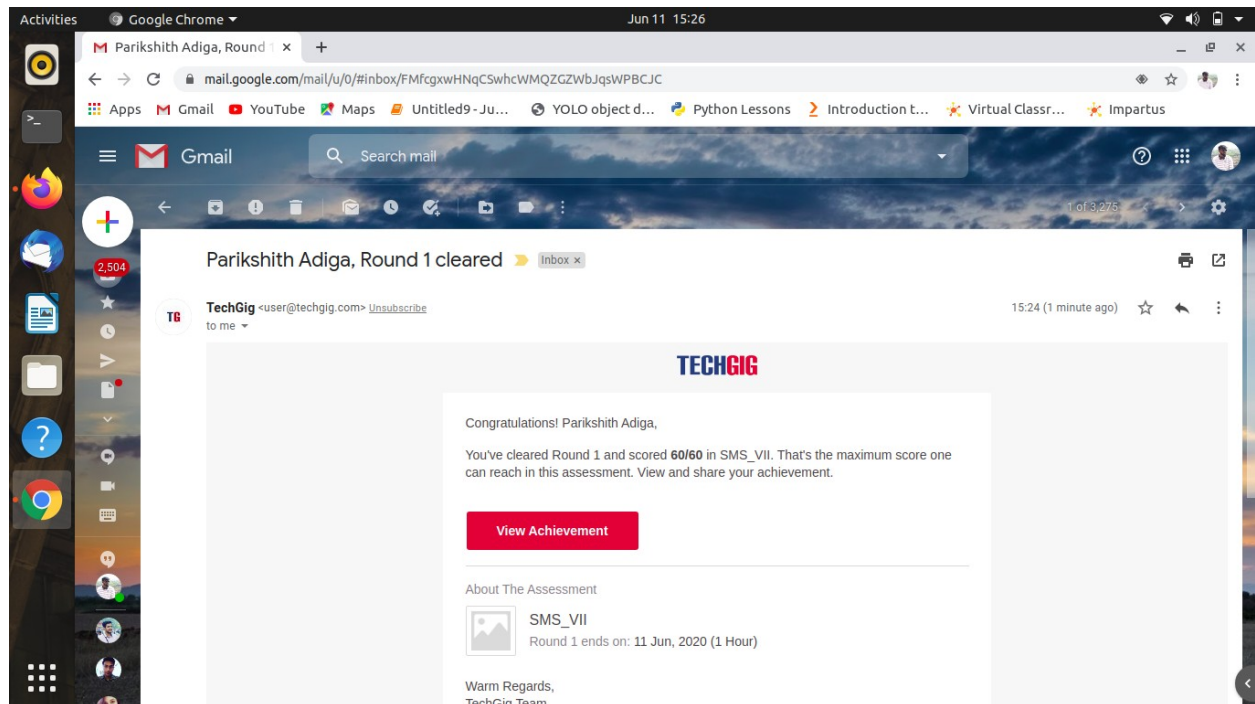 Activities Google Chrome Jun 11 15:26
Parikshith Adiga, Round 1
mail.google.com/mail/u/0/#inbox/FMfcgxwHNqCSwhcWMQZGZWbJqsWPBCJC
Apps Gmail YouTube Maps Untitled9 - Ju... YOLO object d... Python Lessons Introduction t... Virtual Classr... Impartus
Gmail Search mail
1 of 3,275
Parikshith Adiga, Round 1 cleared Inbox x
2,504
TG TechGig <user@techgig.com> Unsubscribe 15:24 (1 minute ago)
to me
TECHGIG
Congratulations! Parikshith Adiga,
You've cleared Round 1 and scored 60/60 in SMS_VII. That's the maximum score one
can reach in this assessment. View and share your achievement.
View Achievement
About The Assessment
SMS_VII
Round 1 ends on: 11 Jun, 2020 (1 Hour)
Warm Regards,
TechGig Team